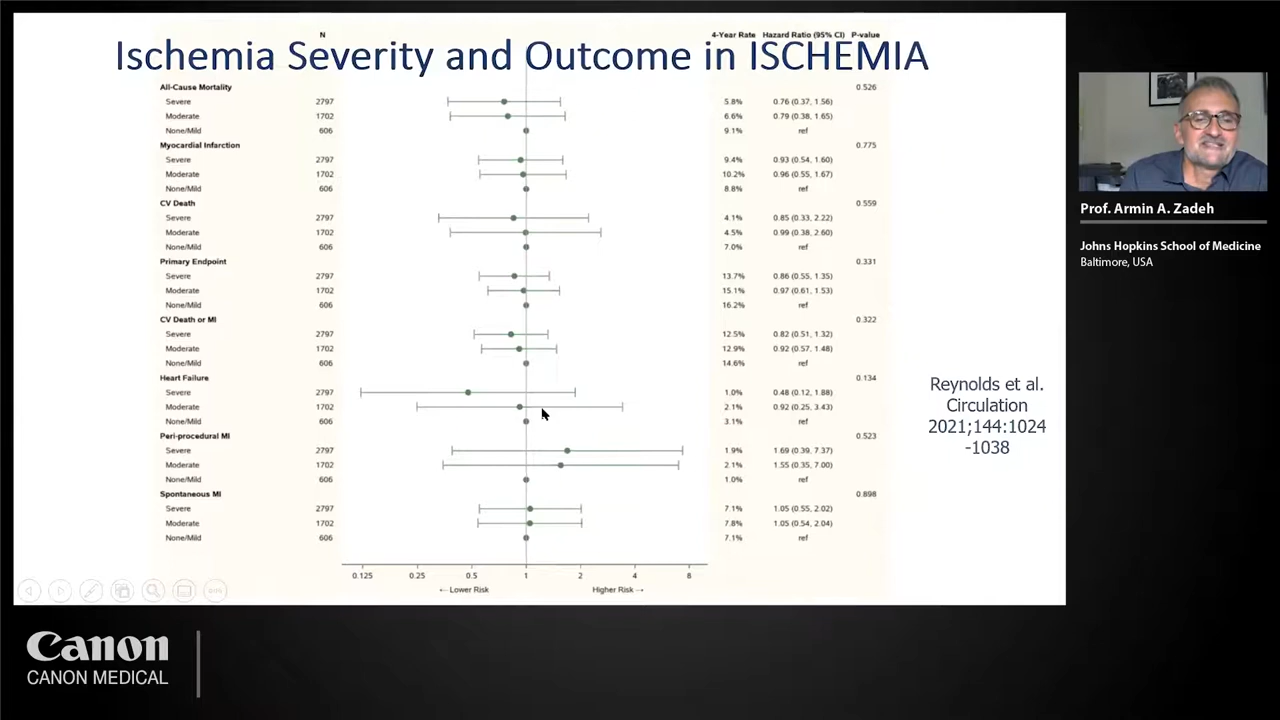 Ischemia Severity and Outcome in ISCHEMIA
N 4-Year Rate Hazard Ratio (95% CI) P-value
All-Cause Mortality 0.526
Severe 2797 5.8% 0.76 (0.37, 1.56)
Moderate 1702 6.6% 0.79 (0.38, 1.65)
None/Mild 606 9.1% ref
Myocardial Infarction 0.775
Severe 2797 9.4% 0.93 (0.54, 1.60)
Moderate 1702 10.2% 0.96 (0.55, 1.67)
None/Mild 606 8.8% ref
CV Death 0.559
Severe 2797 4.1% 0.85 (0.33, 2.22)
Moderate 1702 4.5% 0.99 (0.38, 2.60)
None/Mild 606 7.0% ref
Primary Endpoint 0.331
Severe 2797 13.7% 0.86 (0.55, 1.35)
Moderate 1702 15.1% 0.97 (0.61, 1.53)
None/Mild 606 16.2% ref
CV Death or MI 0.322
Severe 2797 12.5% 0.82 (0.51, 1.32)
Moderate 1702 12.9% 0.92 (0.57, 1.48)
None/Mild 606 14.6% ref
Heart Failure 0.134
Severe 2797 1.0% 0.48 (0.12, 1.88)
Moderate 1702 2.1% 0.92 (0.25, 3.43)
None/Mild 606 3.1% ref
Peri-procedural MI 0.523
Severe 2797 1.9% 1.69 (0.39, 7.37)
Moderate 1702 2.1% 1.55 (0.35, 7.00)
None/Mild 606 1.0% ref
Spontaneous MI 0.898
Severe 2797 7.1% 1.05 (0.55, 2.02)
Moderate 1702 7.8% 1.05 (0.54, 2.04)
None/Mild 606 7.1% ref
0.125 0.25 0.5 1 2 4 8
←Lower Risk Higher Risk→
Reynolds et al.
Circulation
2021;144:1024
-1038
Prof. Armin A. Zadeh
Johns Hopkins School of Medicine
Baltimore, USA
Canon
CANON MEDICAL